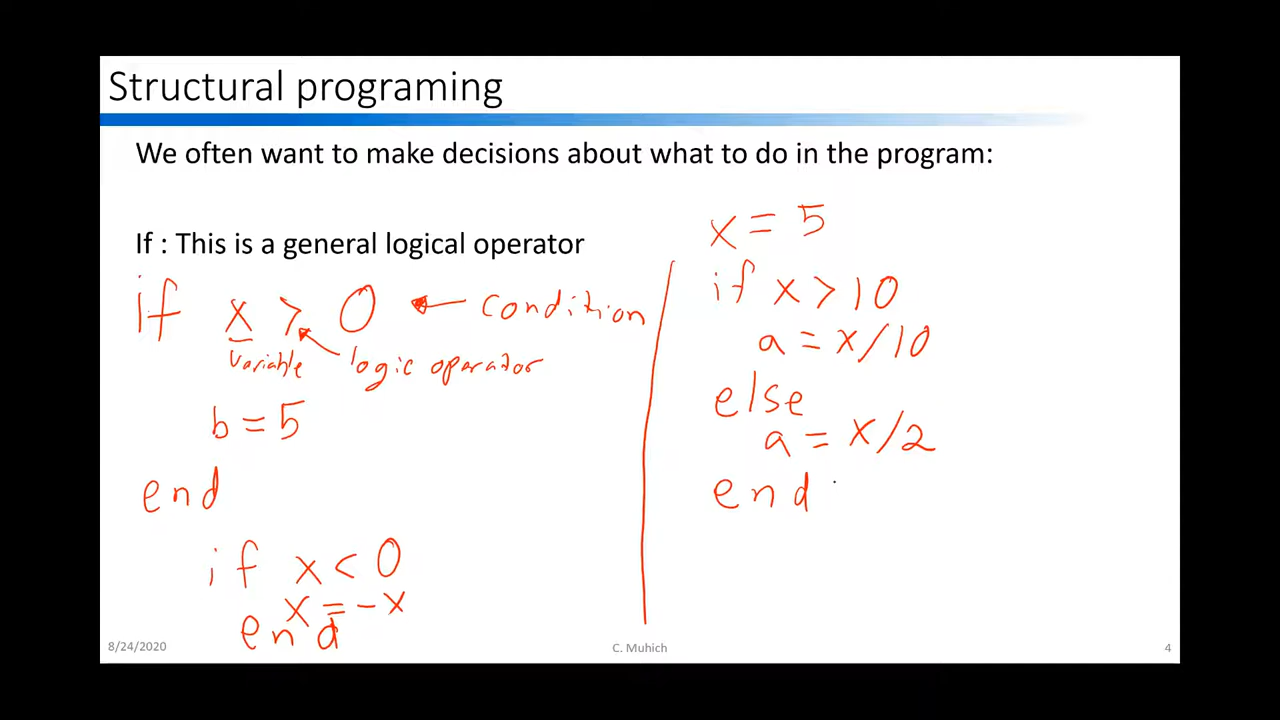 Structural programing
We often want to make decisions about what to do in the program:
If : This is a general logical operator
if x > 0 ← condition
variable logic operator
b = 5
end
if x < 0
x = -x
end
x = 5
if x > 10
a = x/10
else
a = x/2
end
8/24/2020
C. Muhich
4